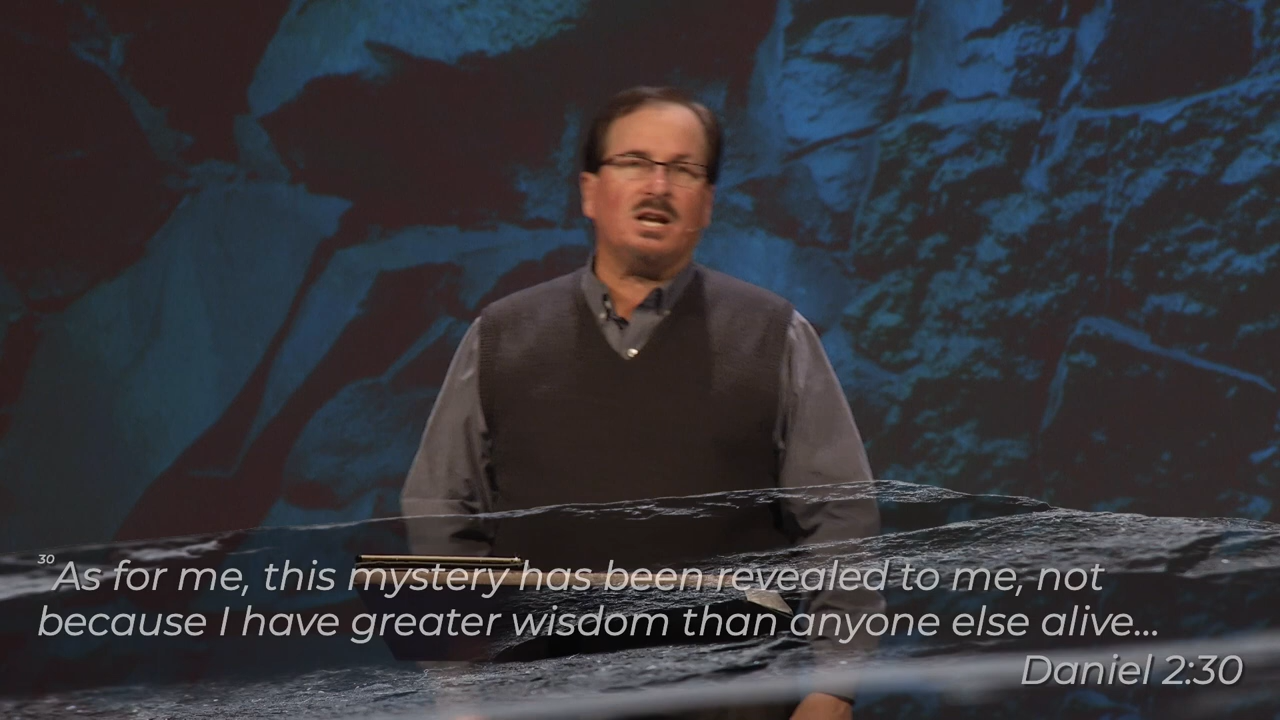 30As for me, this mystery has been revealed to me, not
because I have greater wisdom than anyone else alive...
Daniel 2:30